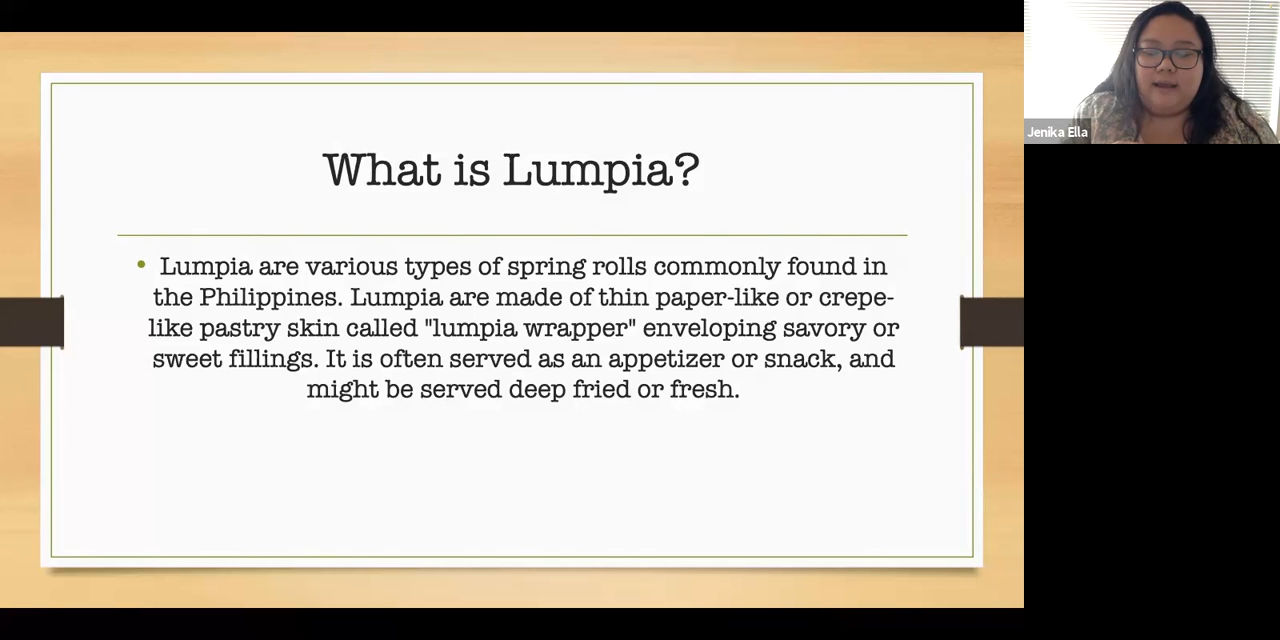 What is Lumpia?
• Lumpia are various types of spring rolls commonly found in
the Philippines. Lumpia are made of thin paper-like or crepe-
like pastry skin called "lumpia wrapper" enveloping savory or
sweet fillings. It is often served as an appetizer or snack, and
might be served deep fried or fresh.
Jenika Ella